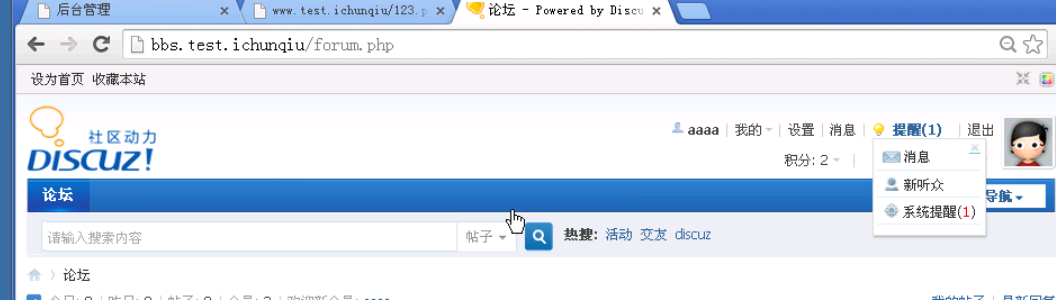 后台管理 × www.test.ichunqiu/123.p × 论坛 - Powered by Discu ×
bbs.test.ichunqiu/forum.php
设为首页 收藏本站
社区动力
DISCUZ!
aaaa | 我的 | 设置 | 消息 | 提醒(1) | 退出
积分: 2 |
消息
新听众
系统提醒(1)
论坛
导航
请输入搜索内容 帖子 热搜: 活动 交友 discuz
论坛